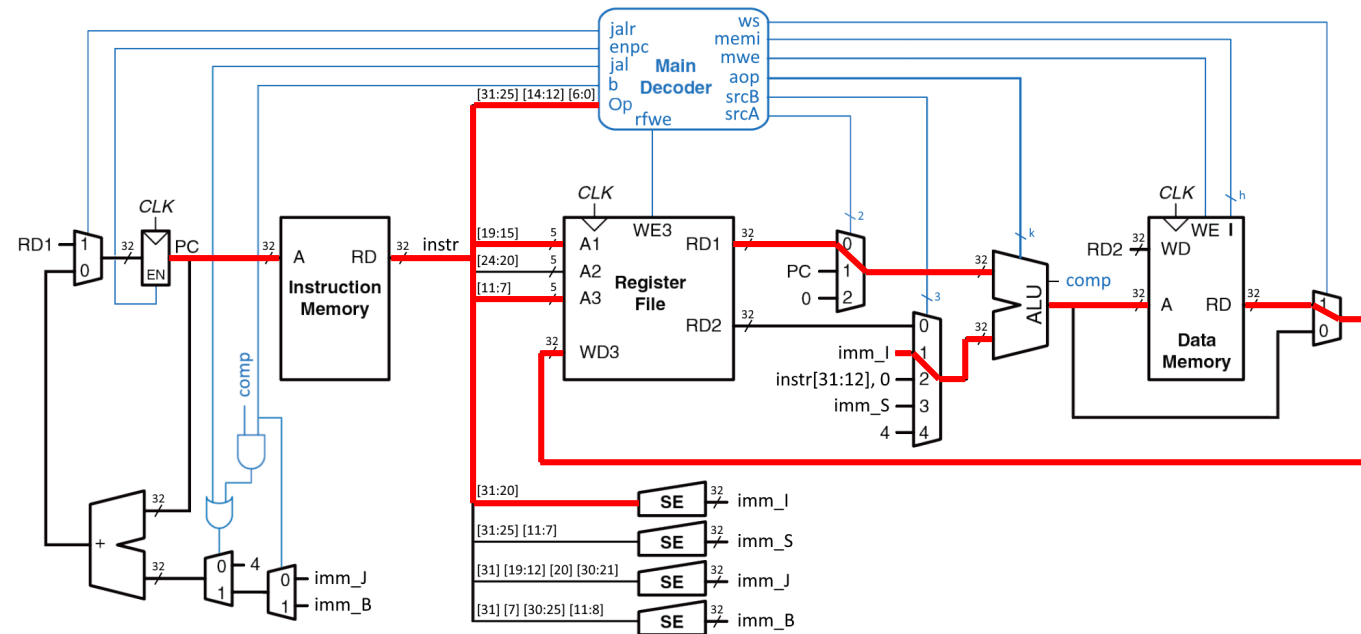 jalr
enpc
jal
b
Op
rfwe
Main
Decoder
ws
memi
mwe
aop
srcB
srcA
[31:25] [14:12] [6:0]
2
3
k
h
RD1
1
0
32
CLK
EN
PC
32
A
RD
Instruction
Memory
32
instr
[19:15]
5
[24:20]
5
[11:7]
5
32
CLK
WE3
A1
A2
A3
WD3
Register
File
RD1
RD2
32
32
0
1
2
PC
0
0
1
2
3
4
imm_I
instr[31:12], 0
imm_S
4
32
32
ALU
comp
RD2
32
32
CLK
WE I
WD
A
RD
Data
Memory
32
1
0
comp
+
32
32
0
1
4
0
1
imm_J
imm_B
[31:20]
SE
32
imm_I
[31:25] [11:7]
SE
32
imm_S
[31] [19:12] [20] [30:21]
SE
32
imm_J
[31] [7] [30:25] [11:8]
SE
32
imm_B